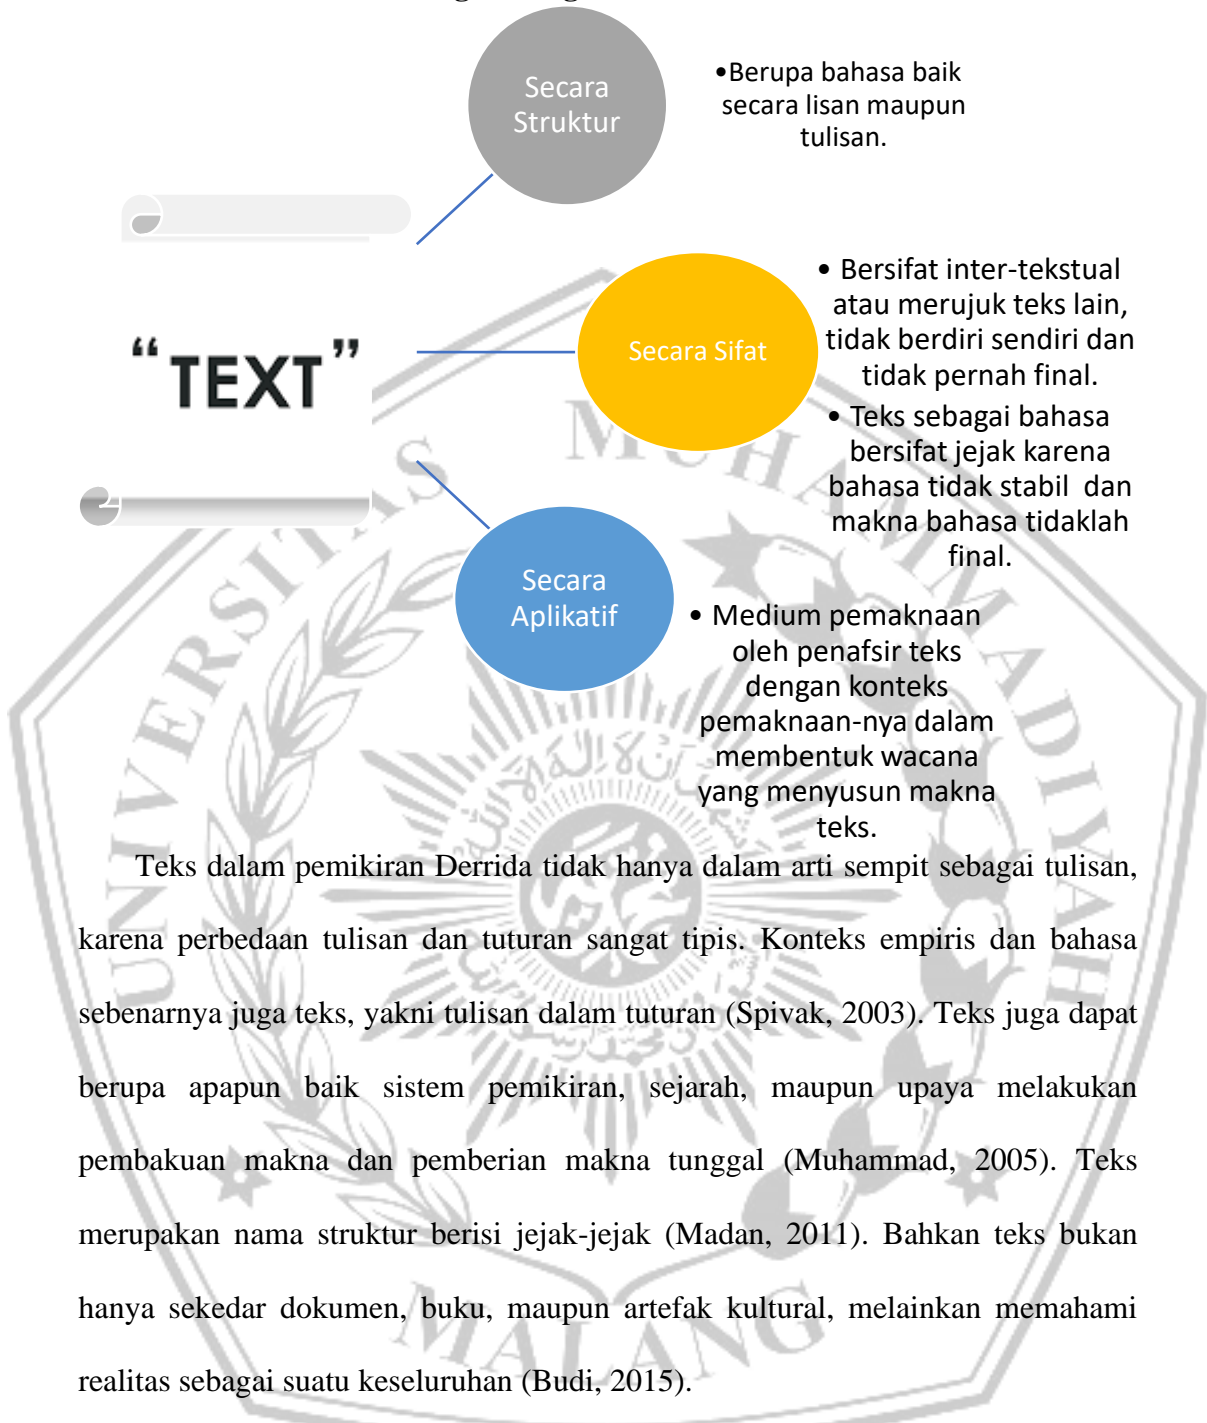 Secara
Struktur
•Berupa bahasa baik
secara lisan maupun
tulisan.
“TEXT”
Secara Sifat
• Bersifat inter-tekstual
atau merujuk teks lain,
tidak berdiri sendiri dan
tidak pernah final.
• Teks sebagai bahasa
bersifat jejak karena
bahasa tidak stabil dan
makna bahasa tidaklah
final.
Secara
Aplikatif
• Medium pemaknaan
oleh penafsir teks
dengan konteks
pemaknaan-nya dalam
membentuk wacana
yang menyusun makna
teks.
Teks dalam pemikiran Derrida tidak hanya dalam arti sempit sebagai tulisan,
karena perbedaan tulisan dan tuturan sangat tipis. Konteks empiris dan bahasa
sebenarnya juga teks, yakni tulisan dalam tuturan (Spivak, 2003). Teks juga dapat
berupa apapun baik sistem pemikiran, sejarah, maupun upaya melakukan
pembakuan makna dan pemberian makna tunggal (Muhammad, 2005). Teks
merupakan nama struktur berisi jejak-jejak (Madan, 2011). Bahkan teks bukan
hanya sekedar dokumen, buku, maupun artefak kultural, melainkan memahami
realitas sebagai suatu keseluruhan (Budi, 2015).
UNIVERSITAS MUHAMMADIYAH
MALANG